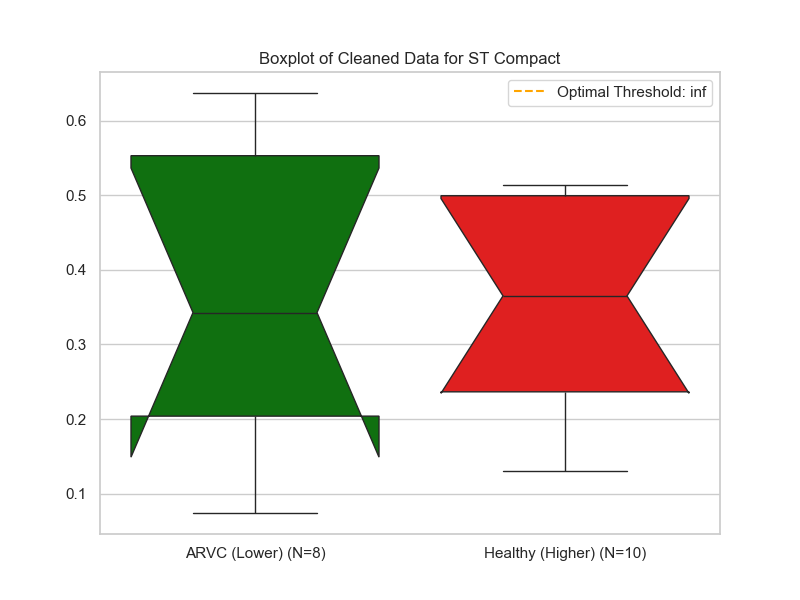 Boxplot of Cleaned Data for ST Compact
Optimal Threshold: inf
0.6
0.5
0.4
0.3
0.2
0.1
ARVC (Lower) (N=8)
Healthy (Higher) (N=10)